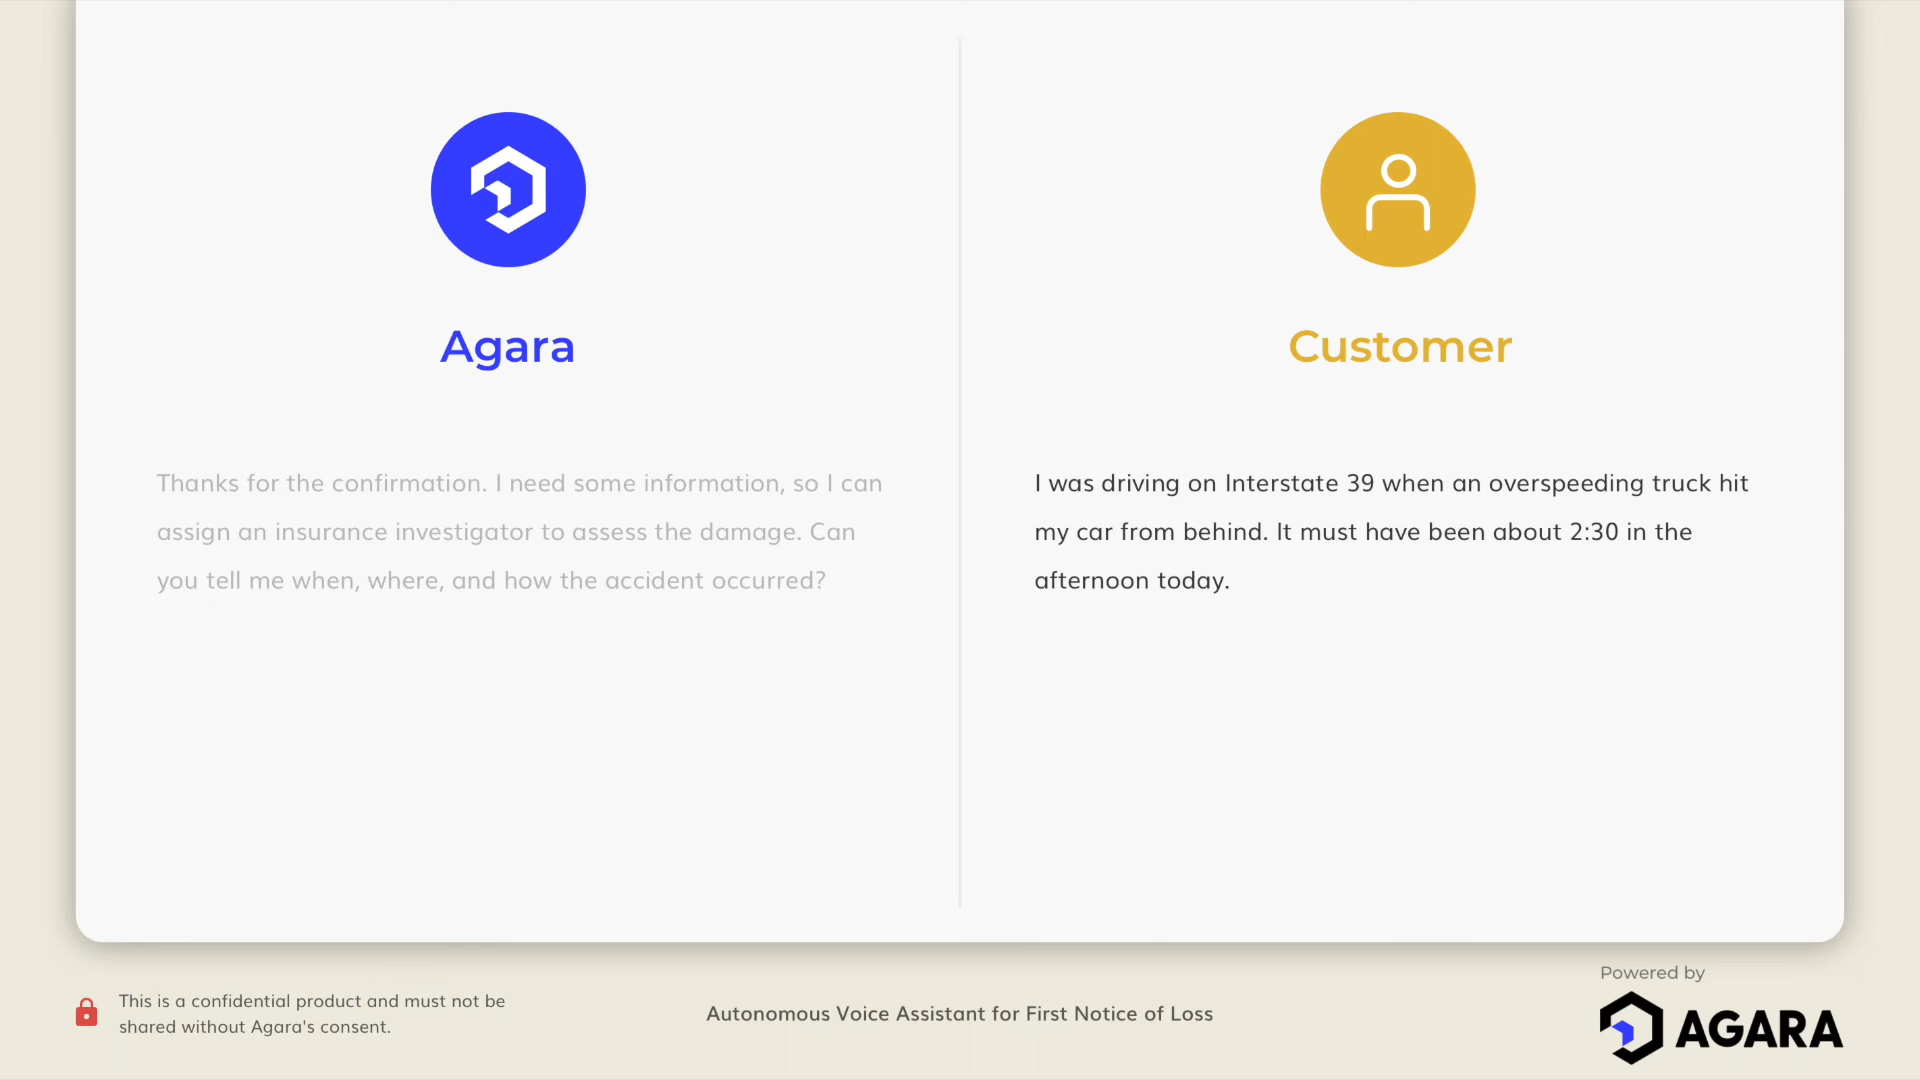 Agara
Thanks for the confirmation. I need some information, so I can
assign an insurance investigator to assess the damage. Can
you tell me when, where, and how the accident occurred?
Customer
I was driving on Interstate 39 when an overspeeding truck hit
my car from behind. It must have been about 2:30 in the
afternoon today.
This is a confidential product and must not be
shared without Agara's consent.
Autonomous Voice Assistant for First Notice of Loss
Powered by
AGARA